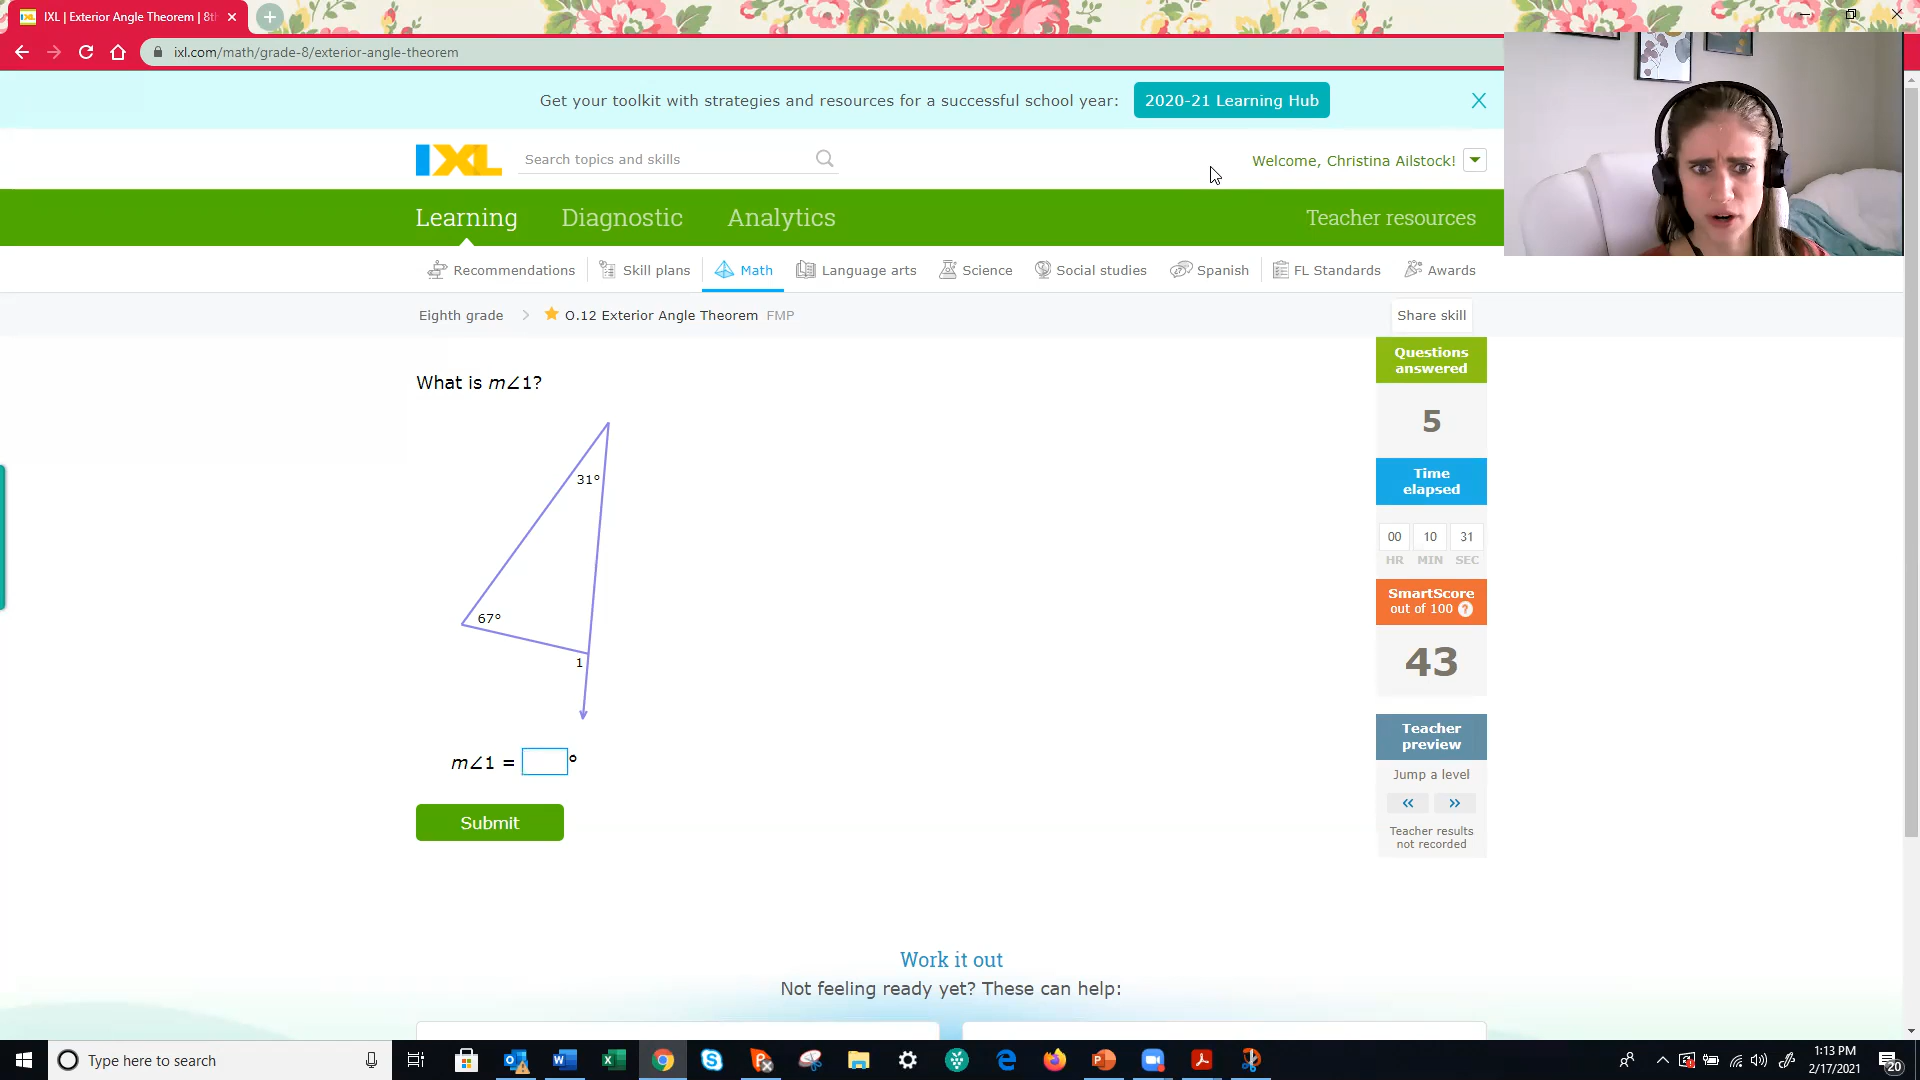 IXL | Exterior Angle Theorem | 8th
ixl.com/math/grade-8/exterior-angle-theorem
Get your toolkit with strategies and resources for a successful school year:
2020-21 Learning Hub
IXL
Search topics and skills
Welcome, Christina Ailstock!
Learning
Diagnostic
Analytics
Teacher resources
Recommendations
Skill plans
Math
Language arts
Science
Social studies
Spanish
FL Standards
Awards
Eighth grade
O.12 Exterior Angle Theorem FMP
Share skill
Questions
answered
5
What is m∠1?
31°
67°
1
m∠1 = °
Submit
Time
elapsed
00 10 31
HR MIN SEC
SmartScore
out of 100 ?
43
Teacher
preview
Jump a level
« »
Teacher results
not recorded
Work it out
Not feeling ready yet? These can help:
Type here to search
1:13 PM
2/17/2021
20